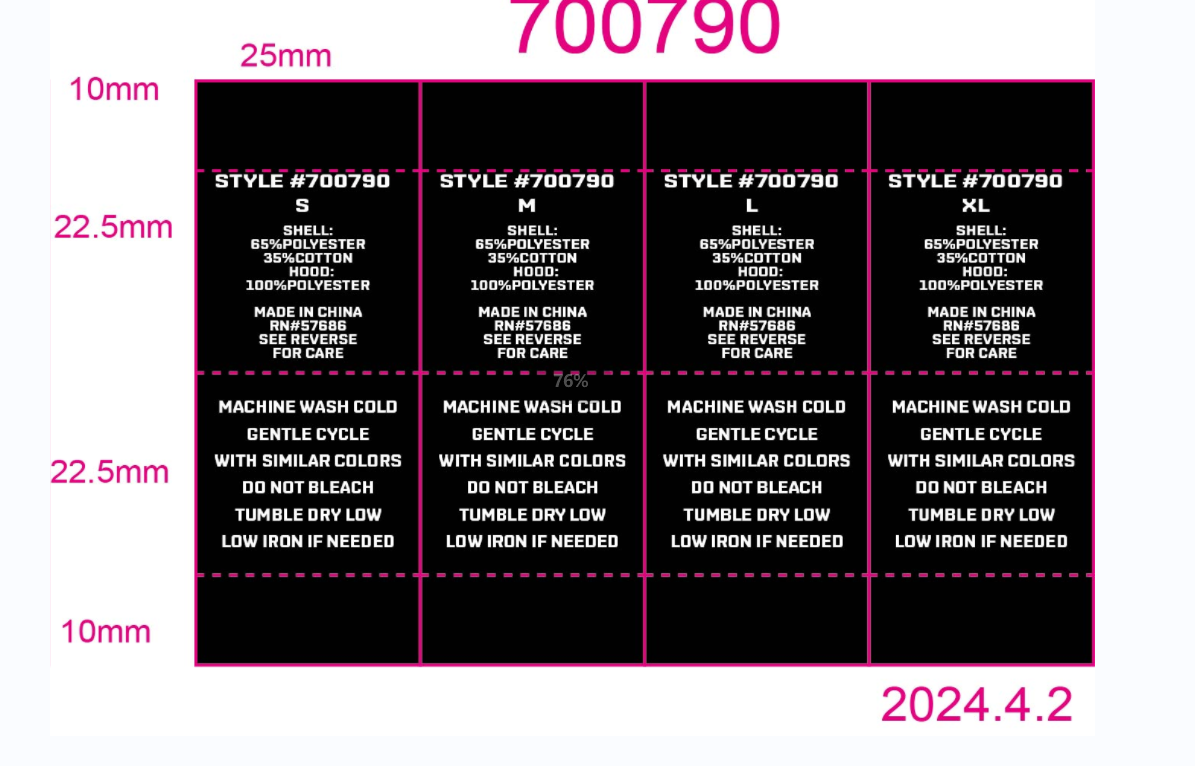 700790
25mm
10mm
STYLE #700790
S
SHELL:
65%POLYESTER
35%COTTON
HOOD:
100%POLYESTER
MADE IN CHINA
RN#57686
SEE REVERSE
FOR CARE
STYLE #700790
M
SHELL:
65%POLYESTER
35%COTTON
HOOD:
100%POLYESTER
MADE IN CHINA
RN#57686
SEE REVERSE
FOR CARE
STYLE #700790
L
SHELL:
65%POLYESTER
35%COTTON
HOOD:
100%POLYESTER
MADE IN CHINA
RN#57686
SEE REVERSE
FOR CARE
STYLE #700790
XL
SHELL:
65%POLYESTER
35%COTTON
HOOD:
100%POLYESTER
MADE IN CHINA
RN#57686
SEE REVERSE
FOR CARE
22.5mm
76%
MACHINE WASH COLD
GENTLE CYCLE
WITH SIMILAR COLORS
DO NOT BLEACH
TUMBLE DRY LOW
LOW IRON IF NEEDED
MACHINE WASH COLD
GENTLE CYCLE
WITH SIMILAR COLORS
DO NOT BLEACH
TUMBLE DRY LOW
LOW IRON IF NEEDED
MACHINE WASH COLD
GENTLE CYCLE
WITH SIMILAR COLORS
DO NOT BLEACH
TUMBLE DRY LOW
LOW IRON IF NEEDED
MACHINE WASH COLD
GENTLE CYCLE
WITH SIMILAR COLORS
DO NOT BLEACH
TUMBLE DRY LOW
LOW IRON IF NEEDED
22.5mm
10mm
2024.4.2